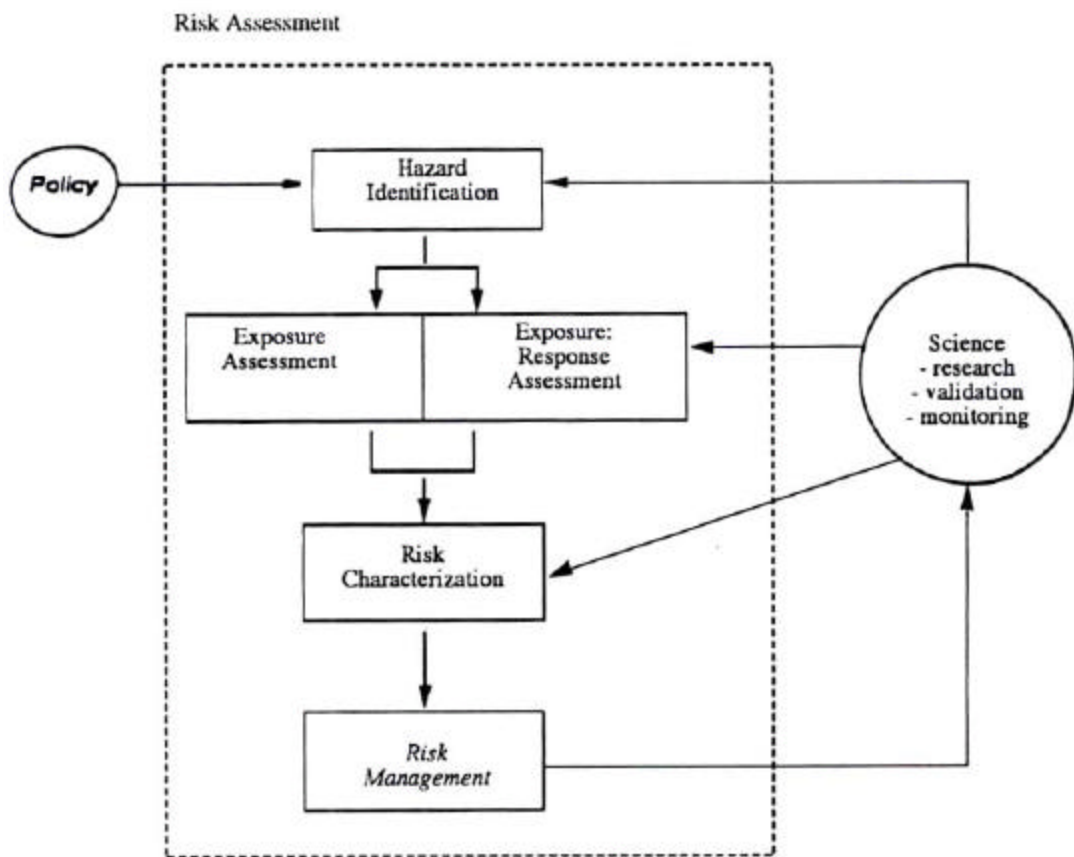 Risk Assessment
Policy
Hazard
Identification
Exposure
Assessment
Exposure:
Response
Assessment
Science
- research
- validation
- monitoring
Risk
Characterization
Risk
Management